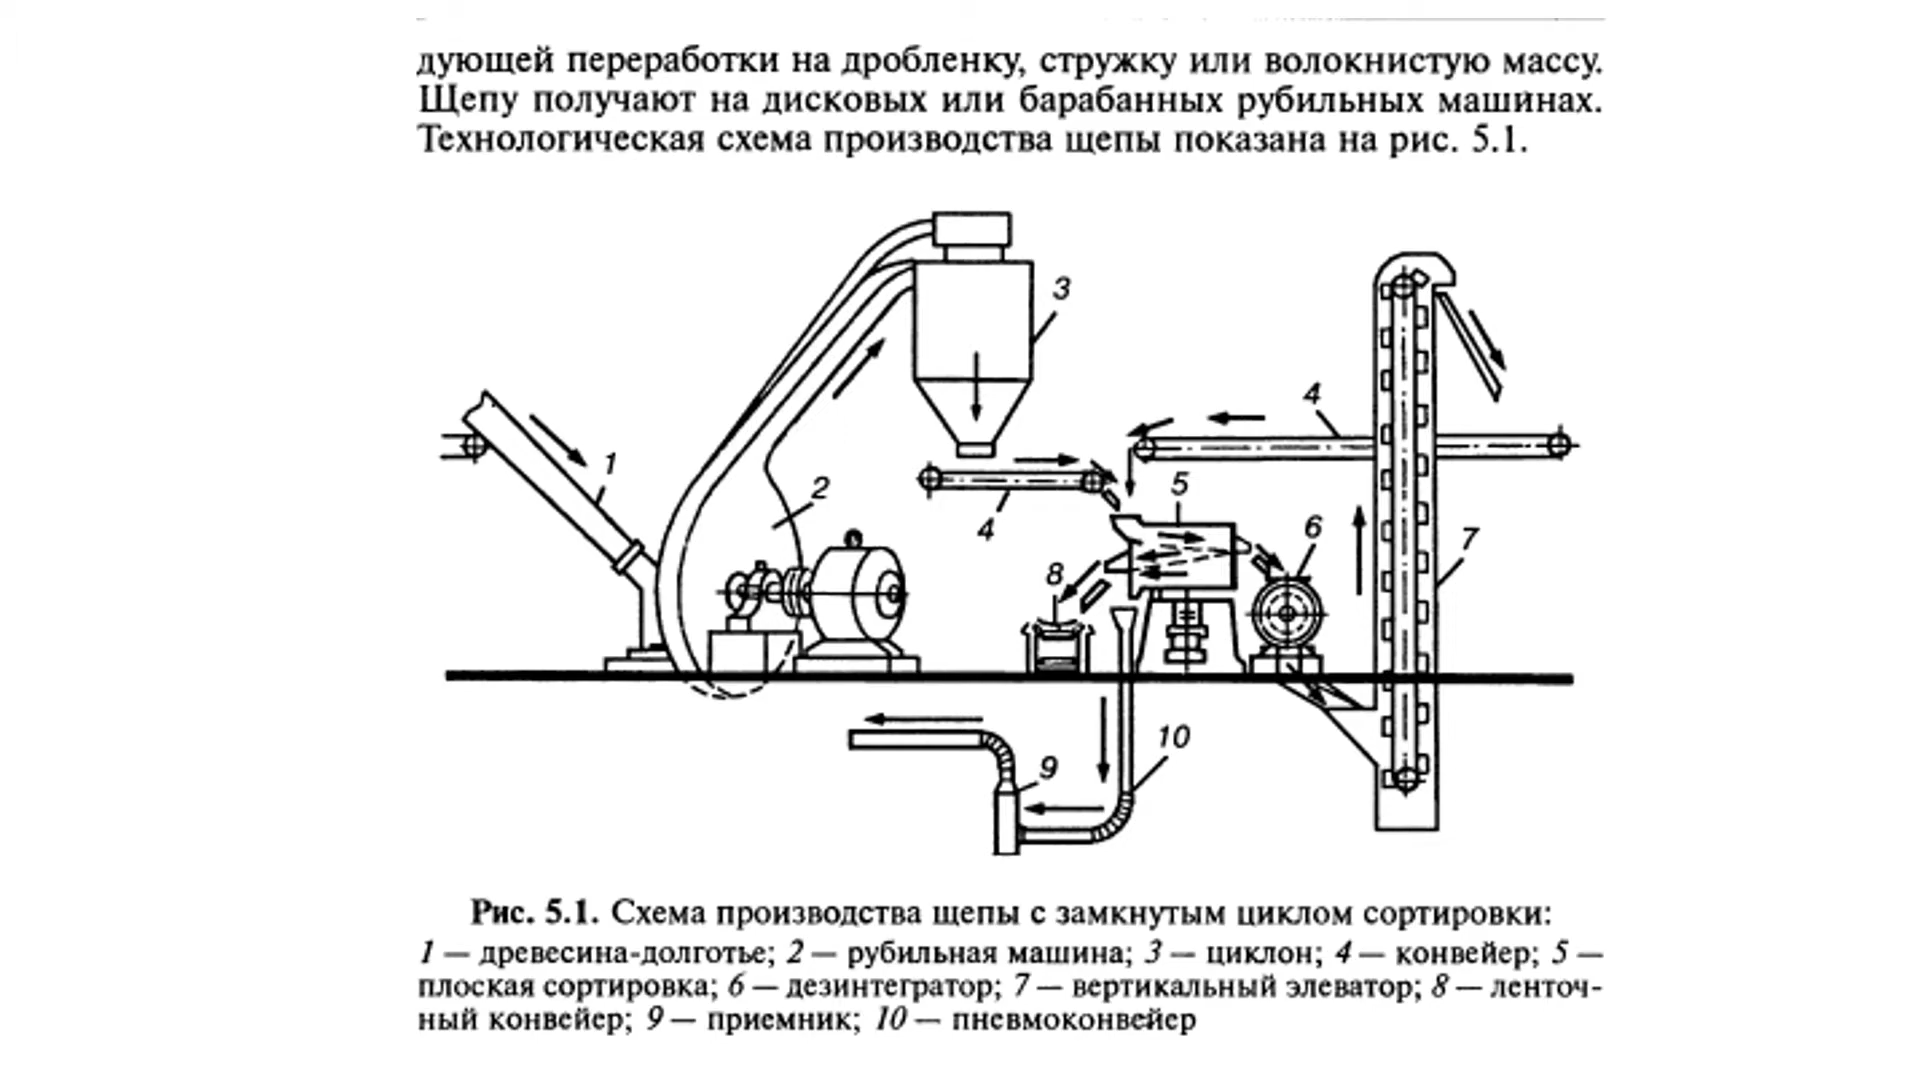 дующей переработки на дробленку, стружку или волокнистую массу.
Щепу получают на дисковых или барабанных рубильных машинах.
Технологическая схема производства щепы показана на рис. 5.1.
3
4
1
2
5
4
6
7
8
10
9
Рис. 5.1. Схема производства щепы с замкнутым циклом сортировки:
1 — древесина-долготье; 2 — рубильная машина; 3 — циклон; 4 — конвейер; 5 —
плоская сортировка; 6 — дезинтегратор; 7 — вертикальный элеватор; 8 — ленточ-
ный конвейер; 9 — приемник; 10 — пневмоконвейер